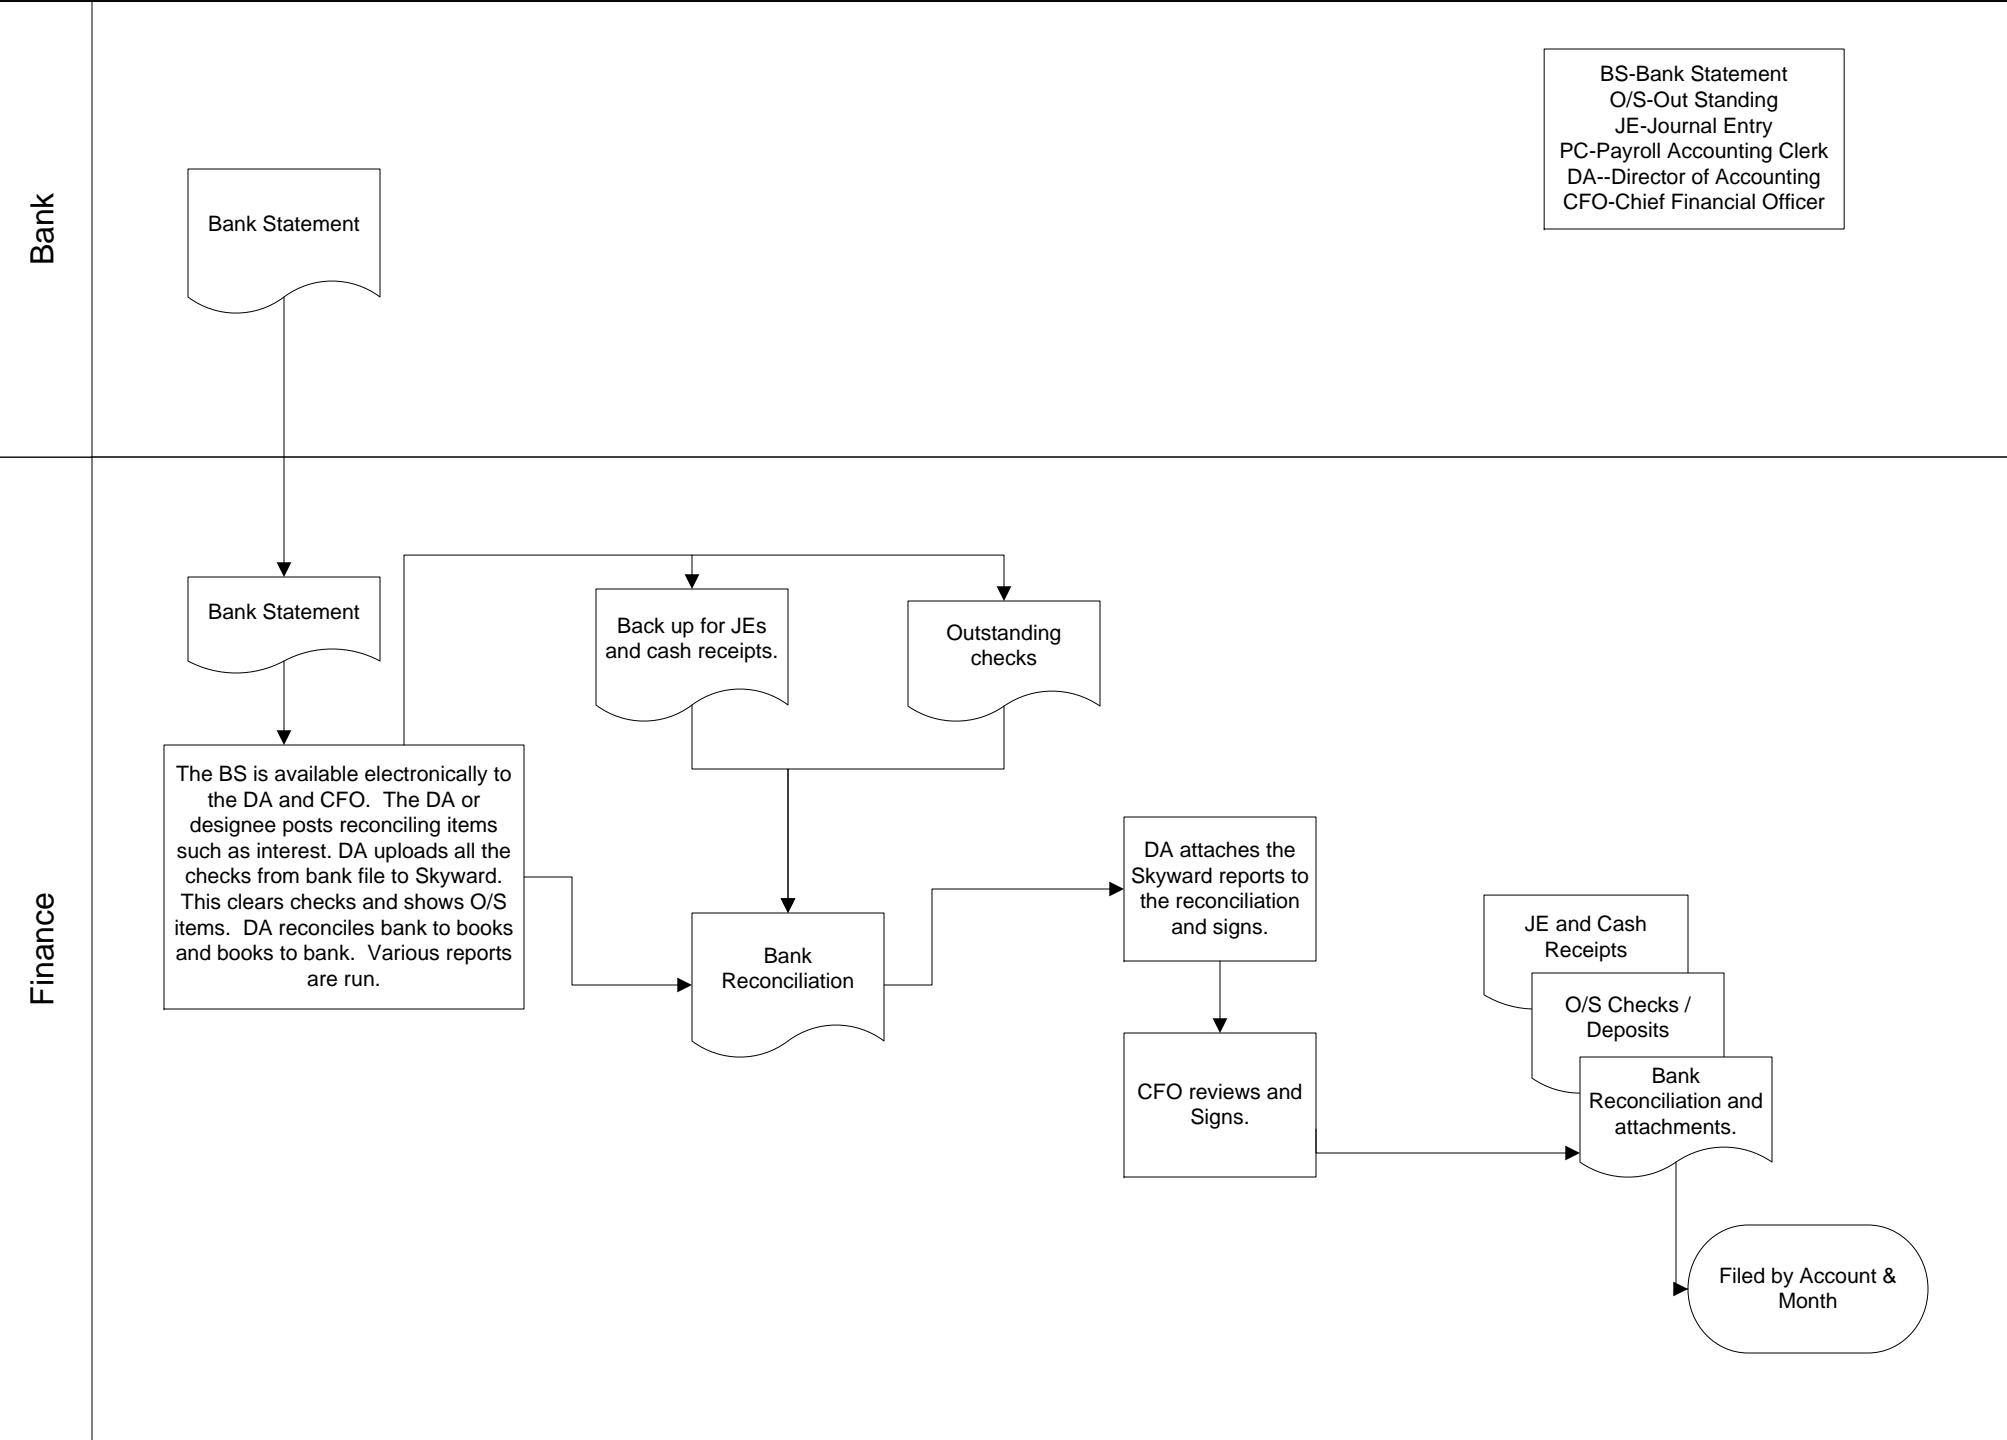 Bank
BS-Bank Statement
O/S-Out Standing
JE-Journal Entry
PC-Payroll Accounting Clerk
DA--Director of Accounting
CFO-Chief Financial Officer
Bank Statement
Finance
Bank Statement
The BS is available electronically to
the DA and CFO.  The DA or
designee posts reconciling items
such as interest. DA uploads all the
checks from bank file to Skyward.
This clears checks and shows O/S
items.  DA reconciles bank to books
and books to bank.  Various reports
are run.
Back up for JEs
and cash receipts.
Outstanding
checks
Bank
Reconciliation
DA attaches the
Skyward reports to
the reconciliation
and signs.
CFO reviews and
Signs.
JE and Cash
Receipts
O/S Checks /
Deposits
Bank
Reconciliation and
attachments.
Filed by Account &
Month